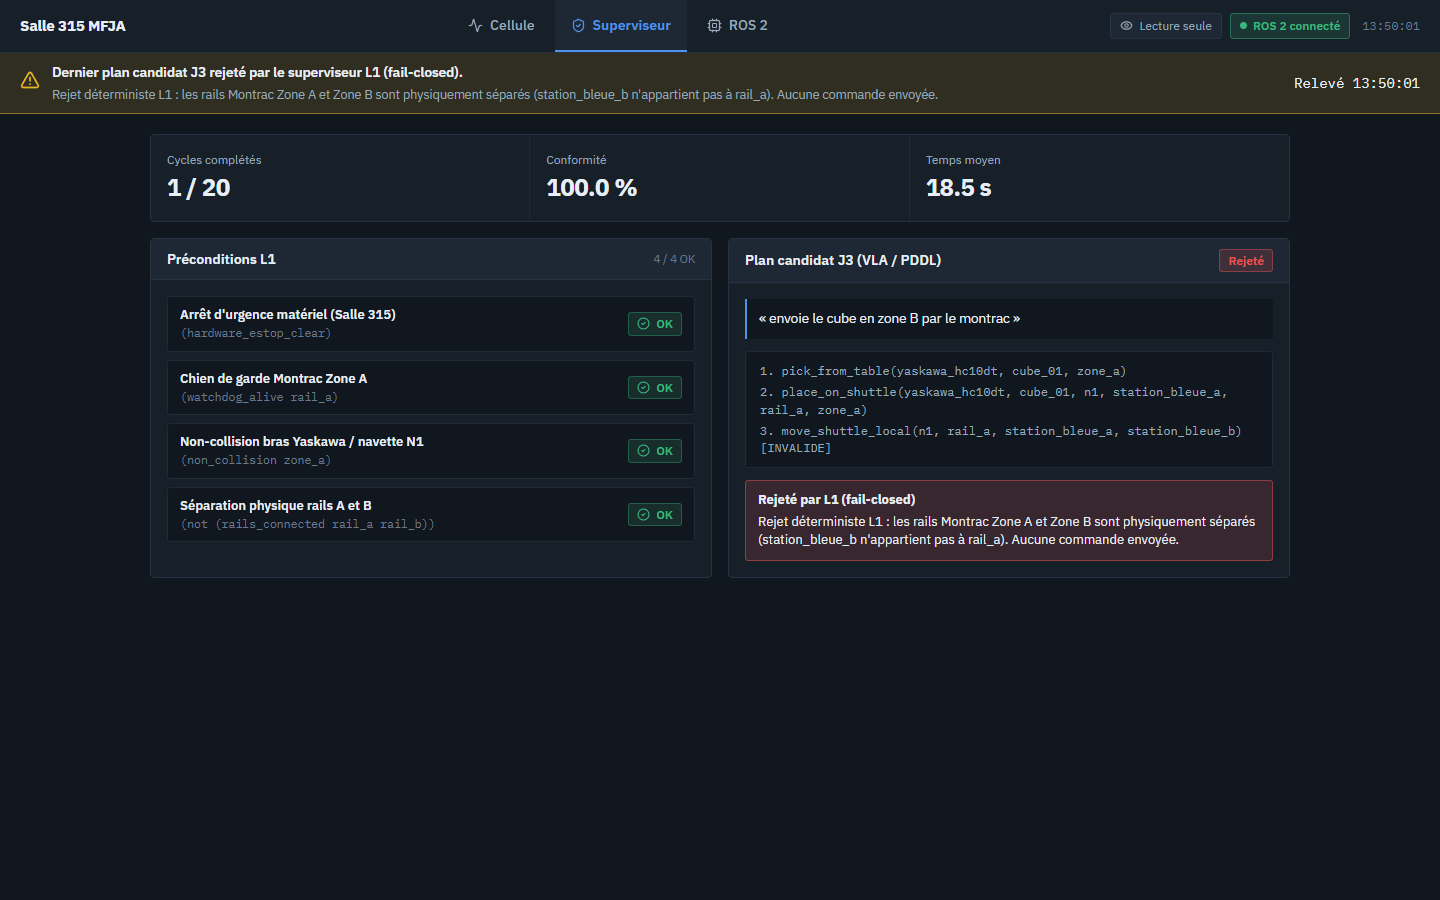 Salle 315 MFJA
Cellule
Superviseur
ROS 2
Lecture seule
ROS 2 connecté
13:50:01
Dernier plan candidat J3 rejeté par le superviseur L1 (fail-closed).
Rejet déterministe L1 : les rails Montrac Zone A et Zone B sont physiquement séparés (station_bleue_b n'appartient pas à rail_a). Aucune commande envoyée.
Relevé 13:50:01
Cycles complétés
1 / 20
Conformité
100.0 %
Temps moyen
18.5 s
Préconditions L1
4 / 4 OK
Arrêt d'urgence matériel (Salle 315)
(hardware_estop_clear)
OK
Chien de garde Montrac Zone A
(watchdog_alive rail_a)
OK
Non-collision bras Yaskawa / navette N1
(non_collision zone_a)
OK
Séparation physique rails A et B
(not (rails_connected rail_a rail_b))
OK
Plan candidat J3 (VLA / PDDL)
Rejeté
« envoie le cube en zone B par le montrac »
1. pick_from_table(yaskawa_hc10dt, cube_01, zone_a)
2. place_on_shuttle(yaskawa_hc10dt, cube_01, n1, station_bleue_a,
rail_a, zone_a)
3. move_shuttle_local(n1, rail_a, station_bleue_a, station_bleue_b)
[INVALIDE]
Rejeté par L1 (fail-closed)
Rejet déterministe L1 : les rails Montrac Zone A et Zone B sont physiquement séparés
(station_bleue_b n'appartient pas à rail_a). Aucune commande envoyée.